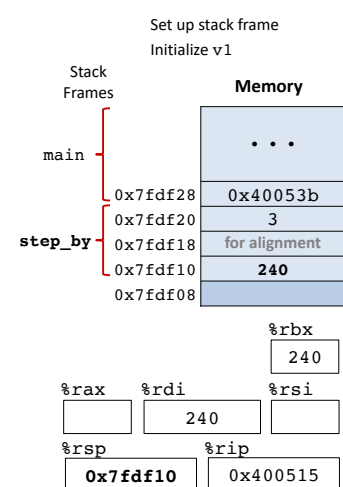 Set up stack frame
Initialize v1
Stack
Frames
Memory
• • •
main
0x7fdf28 0x40053b
0x7fdf20 3
step_by 0x7fdf18 for alignment
0x7fdf10 240
0x7fdf08
%rbx
240
%rax %rdi %rsi
240
%rsp %rip
0x7fdf10 0x400515